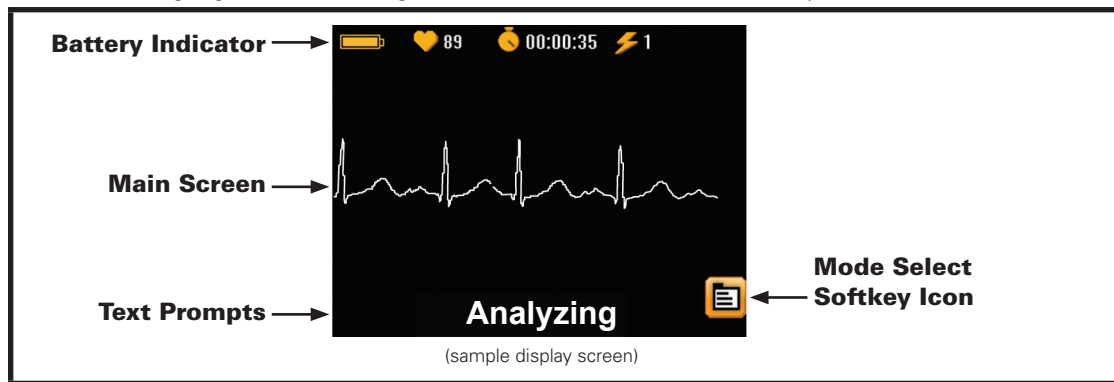 Battery Indicator
89 00:00:35 1
Main Screen
Mode Select
Softkey Icon
Text Prompts
Analyzing
(sample display screen)